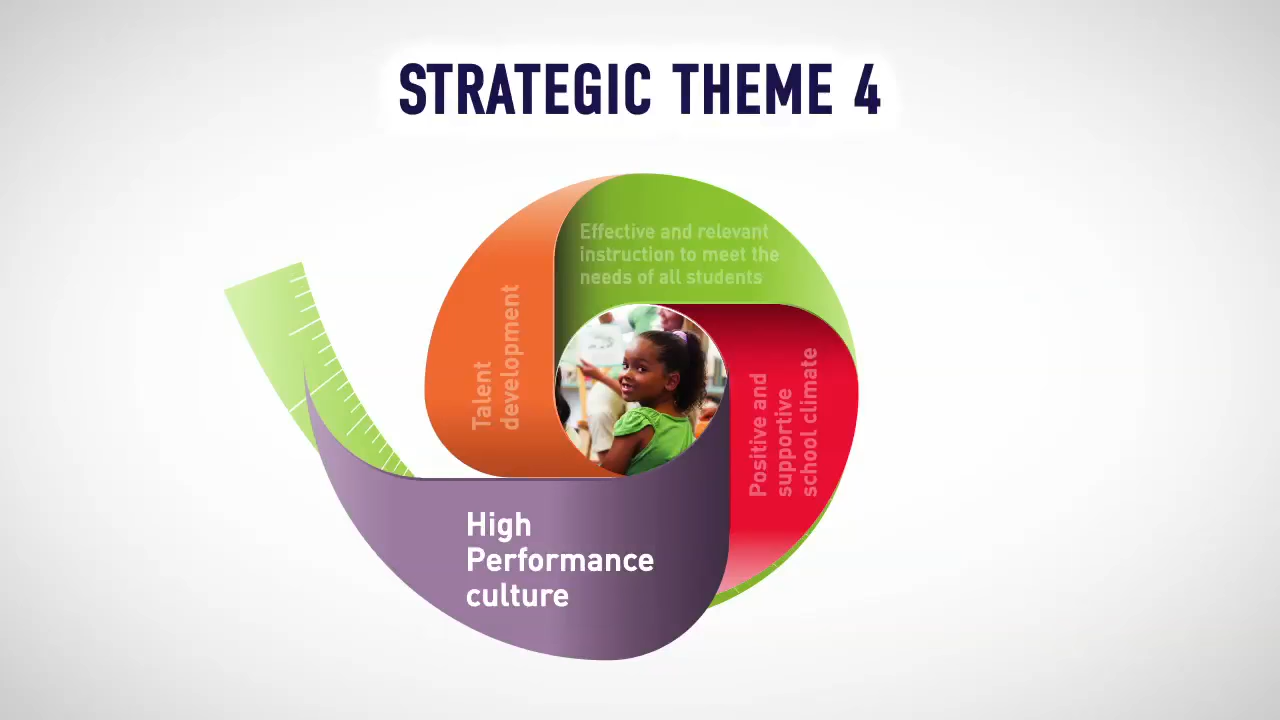 STRATEGIC THEME 4
Effective and relevant
instruction to meet the
needs of all students
Talent
development
Positive and
supportive
school climate
High
Performance
culture